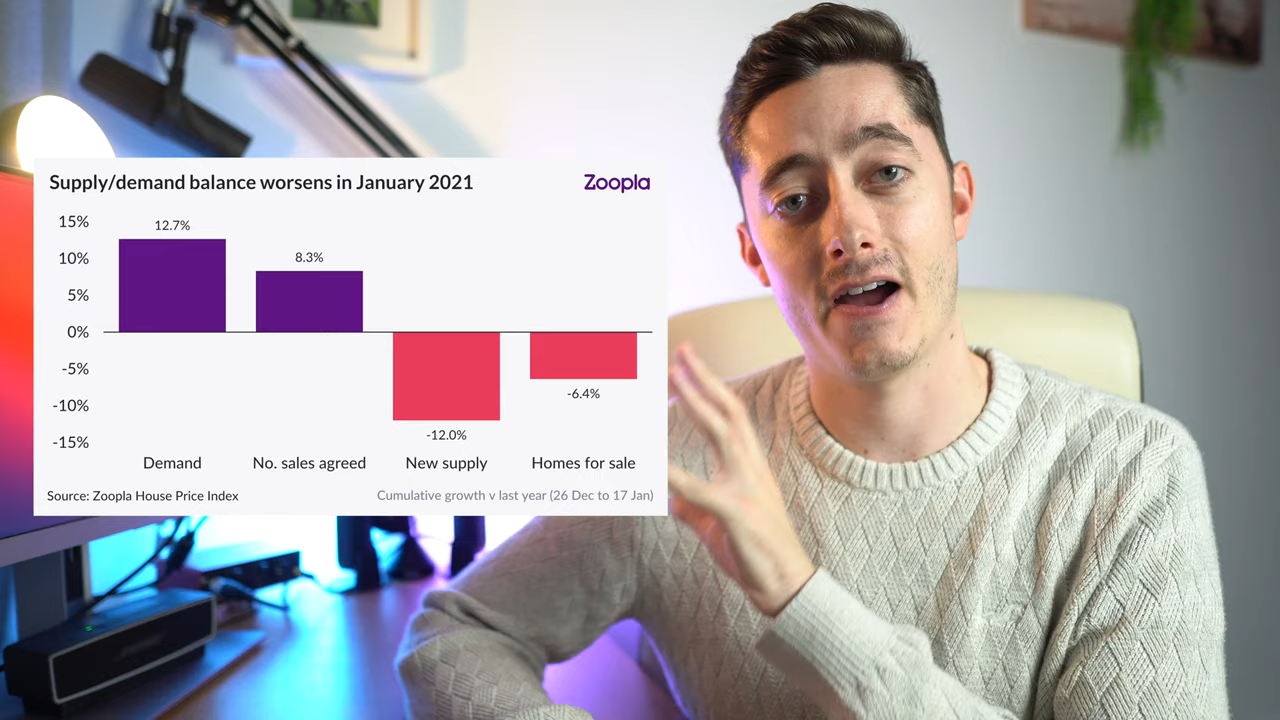 Supply/demand balance worsens in January 2021
Zoopla
15%
10%
5%
0%
-5%
-10%
-15%
12.7%
8.3%
-12.0%
-6.4%
Demand
No. sales agreed
New supply
Homes for sale
Source: Zoopla House Price Index
Cumulative growth v last year (26 Dec to 17 Jan)